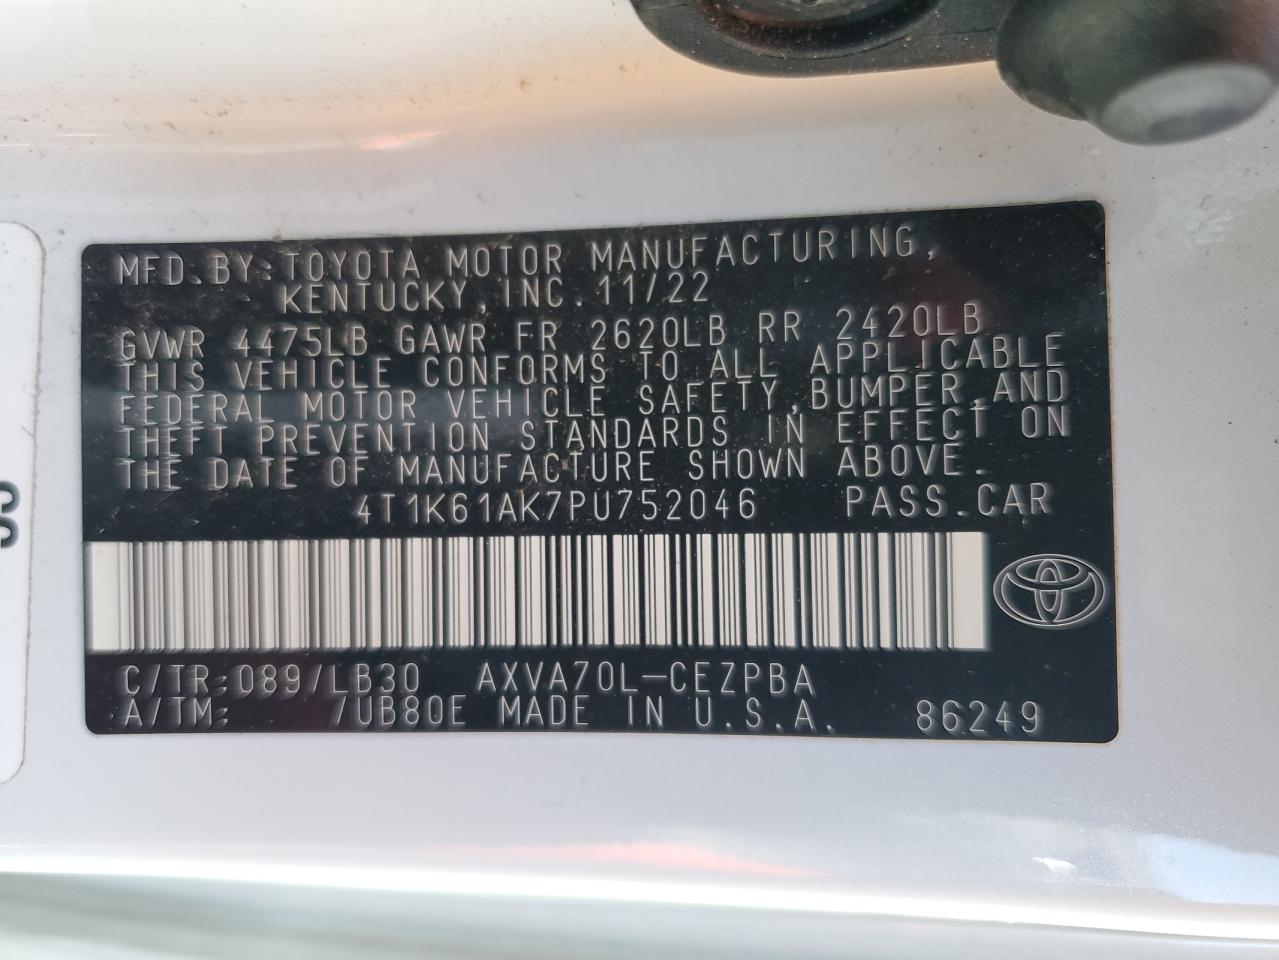 MFD.BY:TOYOTA MOTOR MANUFACTURING,
KENTUCKY,INC.11/22
GVWR 4475LB GAWR FR 2620LB RR 2420LB
THIS VEHICLE CONFORMS TO ALL APPLICABLE
FEDERAL MOTOR VEHICLE SAFETY,BUMPER,AND
THEFT PREVENTION STANDARDS IN EFFECT ON
THE DATE OF MANUFACTURE SHOWN ABOVE.
4T1K61AK7PU752046 PASS.CAR
C/TR:089/LB30 AXVA70L-CEZPBA
A/TM: /UB80E MADE IN U.S.A. 86249